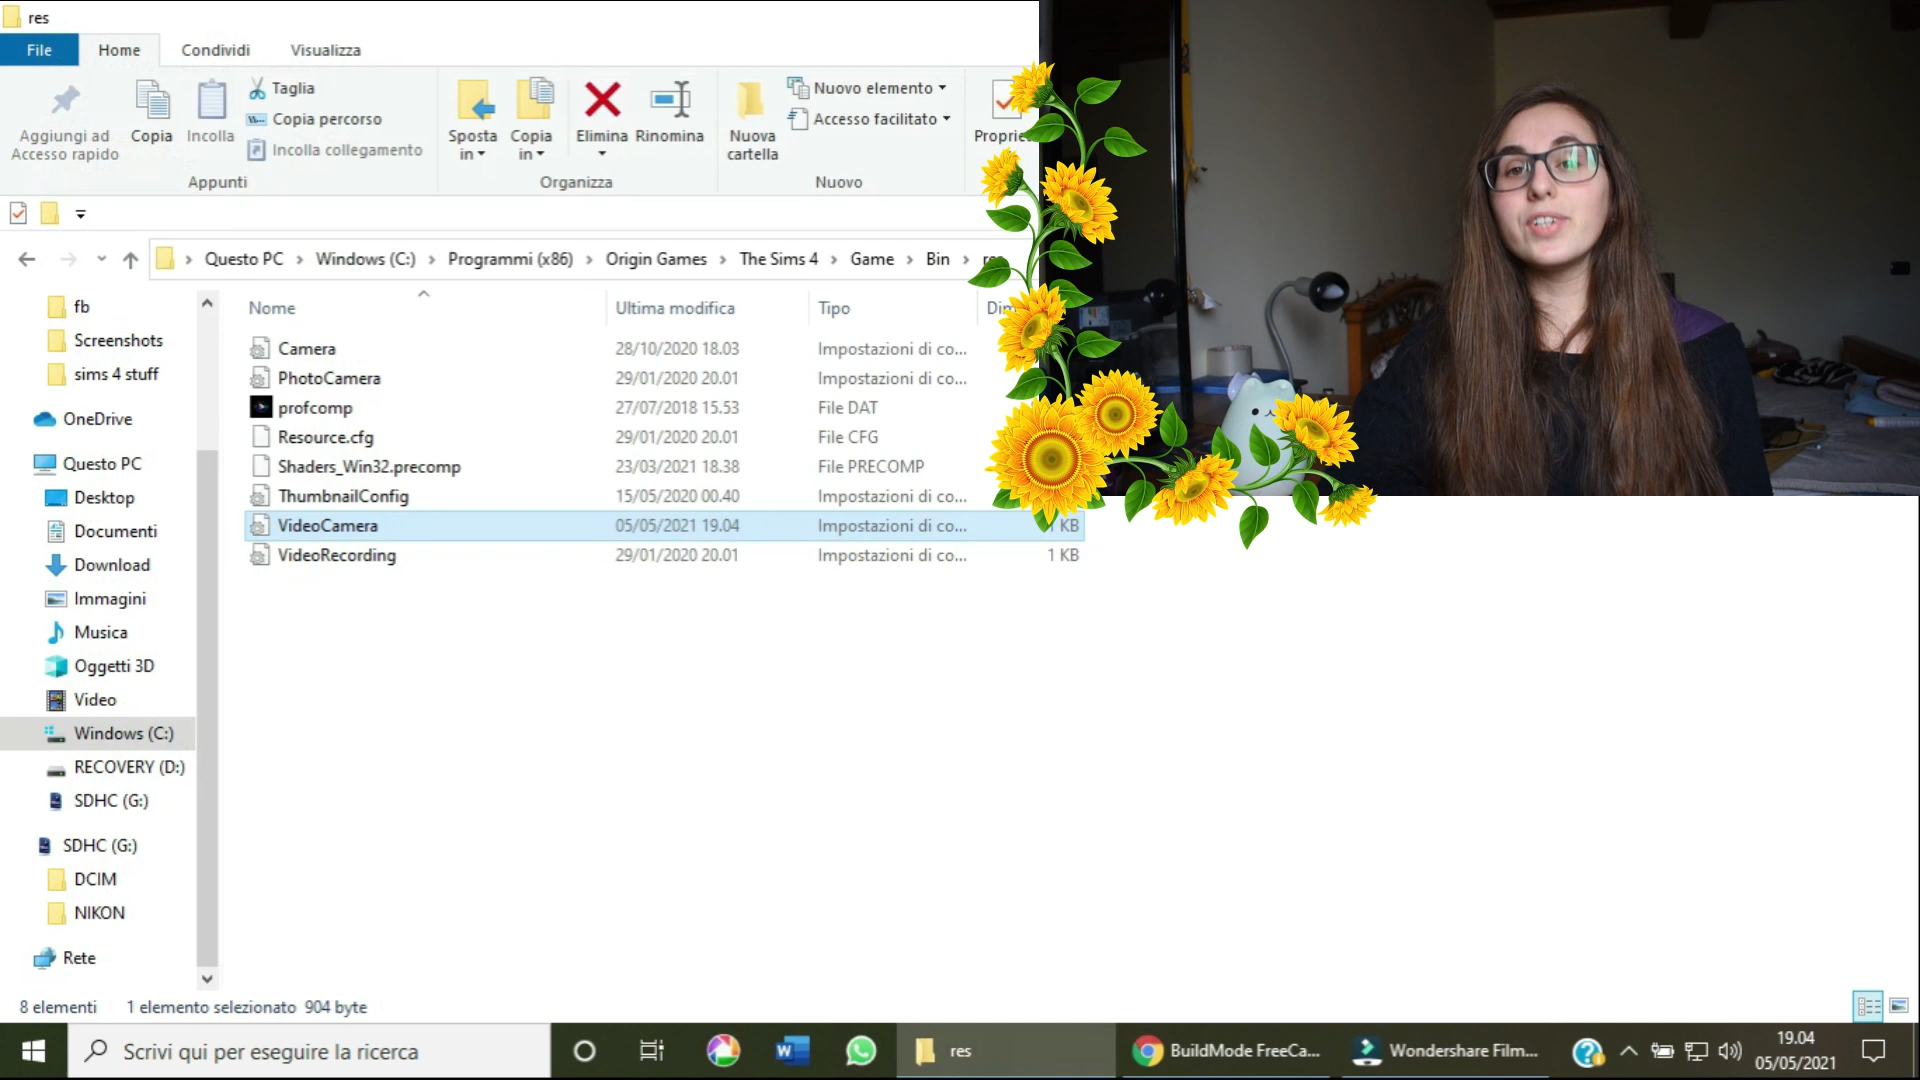 res
File Home Condividi Visualizza
Aggiungi ad Accesso rapido
Copia
Incolla
Taglia
Copia percorso
Incolla collegamento
Appunti
Sposta in
Copia in
Elimina
Rinomina
Organizza
Nuova cartella
Nuovo elemento
Accesso facilitato
Nuovo
Questo PC > Windows (C:) > Programmi (x86) > Origin Games > The Sims 4 > Game > Bin >
fb
Screenshots
sims 4 stuff
OneDrive
Questo PC
Desktop
Documenti
Download
Immagini
Musica
Oggetti 3D
Video
Windows (C:)
RECOVERY (D:)
SDHC (G:)
SDHC (G:)
DCIM
NIKON
Rete
Nome Ultima modifica Tipo
Camera 28/10/2020 18.03 Impostazioni di co...
PhotoCamera 29/01/2020 20.01 Impostazioni di co...
profcomp 27/07/2018 15.53 File DAT
Resource.cfg 29/01/2020 20.01 File CFG
Shaders_Win32.precomp 23/03/2021 18.38 File PRECOMP
ThumbnailConfig 15/05/2020 00.40 Impostazioni di co...
VideoCamera 05/05/2021 19.04 Impostazioni di co... 1 KB
VideoRecording 29/01/2020 20.01 Impostazioni di co... 1 KB
8 elementi 1 elemento selezionato 904 byte
Scrivi qui per eseguire la ricerca
res
BuildMode FreeCa...
Wondershare Film...
19.04
05/05/2021